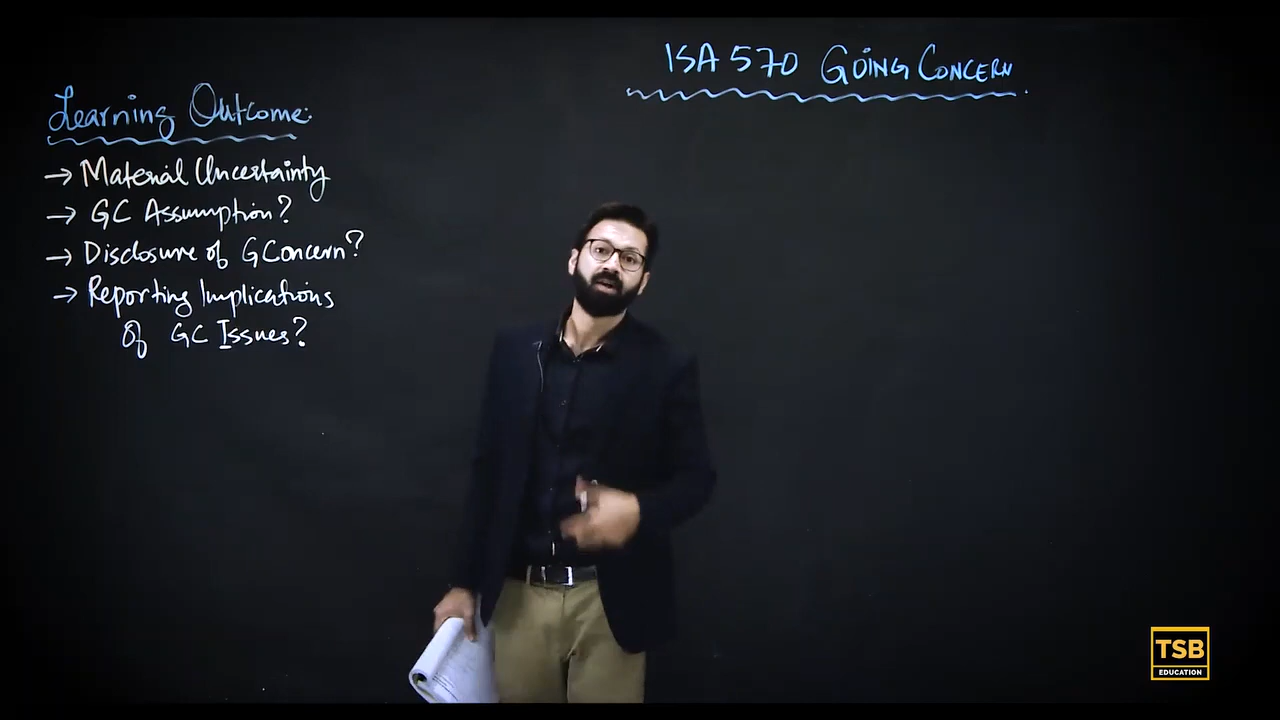 ISA 570 GOING CONCERN
Learning Outcome:
→ Material Uncertainty
→ GC Assumption?
→ Disclosure of GConcern?
→ Reporting Implications
of GC Issues?
TSB
EDUCATION